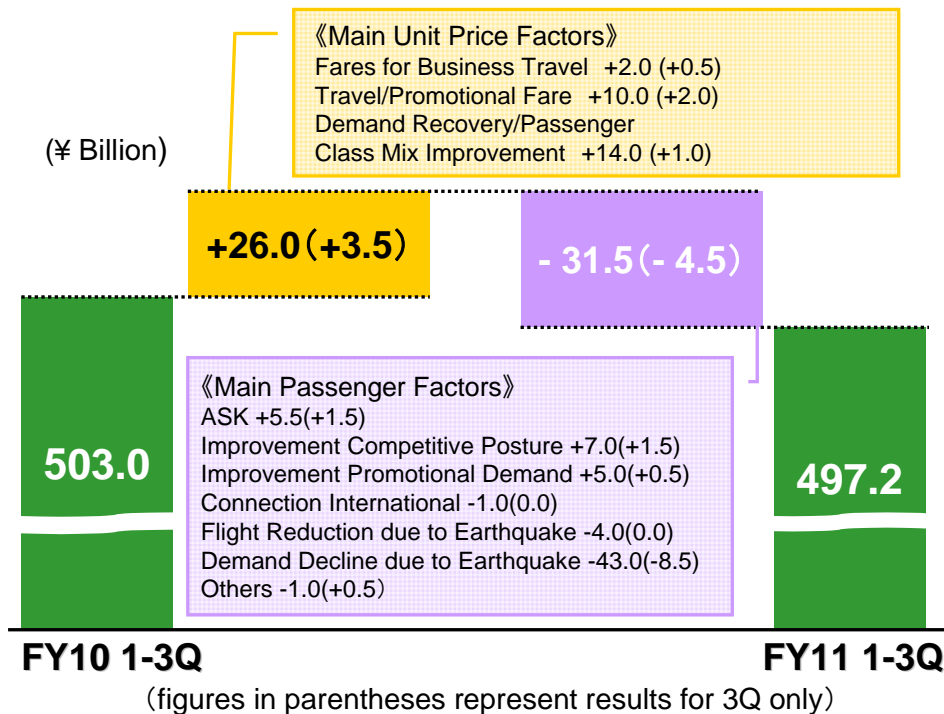 《Main Unit Price Factors》
Fares for Business Travel +2.0 (+0.5)
Travel/Promotional Fare +10.0 (+2.0)
Demand Recovery/Passenger
Class Mix Improvement +14.0 (+1.0)
(¥ Billion)
+26.0（+3.5）
- 31.5（- 4.5）
《Main Passenger Factors》
ASK +5.5(+1.5)
Improvement Competitive Posture +7.0(+1.5)
Improvement Promotional Demand +5.0(+0.5)
Connection International -1.0(0.0)
Flight Reduction due to Earthquake -4.0(0.0)
Demand Decline due to Earthquake -43.0(-8.5)
Others -1.0(+0.5）
503.0
497.2
FY10 1-3Q
FY11 1-3Q
（figures in parentheses represent results for 3Q only）